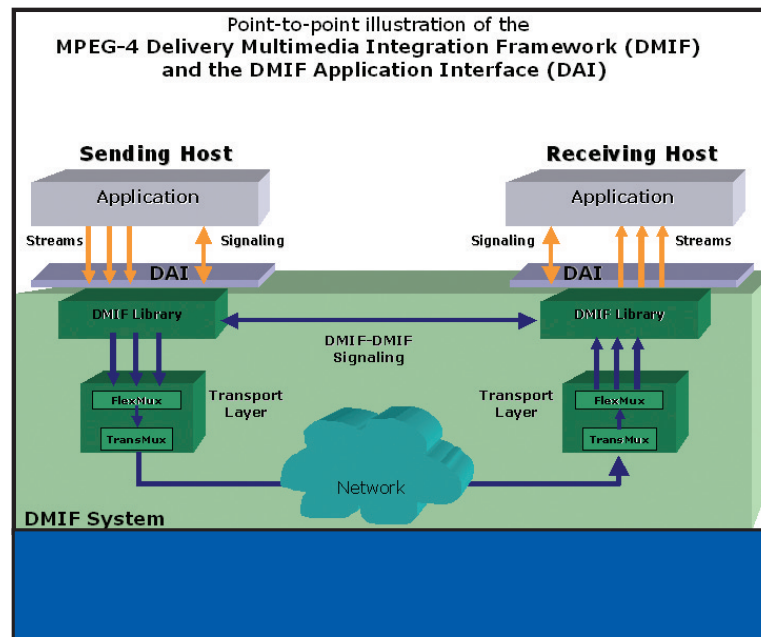 Point-to-point illustration of the
MPEG-4 Delivery Multimedia Integration Framework (DMIF)
and the DMIF Application Interface (DAI)
Sending Host
Receiving Host
Application
Application
Streams
Signaling
Signaling
Streams
DAI
DAI
DMIF Library
DMIF Library
DMIF-DMIF
Signaling
FlexMux
Transport
Layer
TransMux
Transport
Layer
FlexMux
TransMux
Network
DMIF System